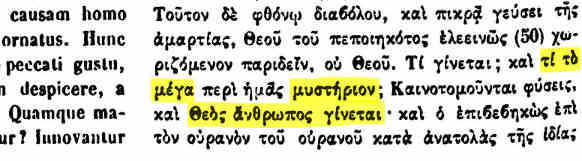 causam homo
ornatus. Hunc
peccati gustu,
n despicere, a
Quamque ma-
ur? Innovantur
Τοῦτον δὲ φθόνῳ διαβόλου, καὶ πικρᾷ γεύσει τῆς
ἁμαρτίας, Θεοῦ τοῦ πεποιηκότος ἐλεεινῶς (50) χω-
ριζόμενον παριδεῖν, οὐ Θεοῦ. Τί γίνεται; καὶ τί τὸ
μέγα περὶ ἡμᾶς μυστήριον; Καινοτομοῦνται φύσεις,
καὶ Θεὸς ἄνθρωπος γίνεται· καὶ ὁ ἐπιβεβηκὼς ἐπὶ
τὸν οὐρανὸν τοῦ οὐρανοῦ κατὰ ἀνατολὰς τῆς ἰδίας